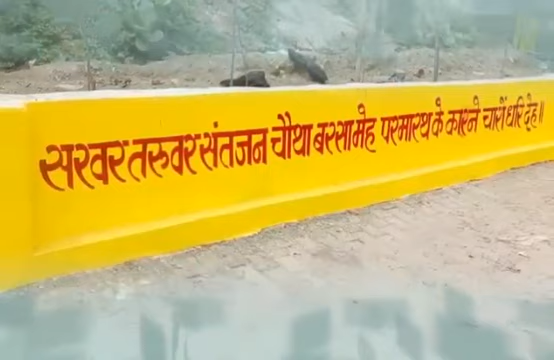 सरवर तरुवर संतजन चौथा बरसा मेह परमारथ के कारने चारों धरि देह॥